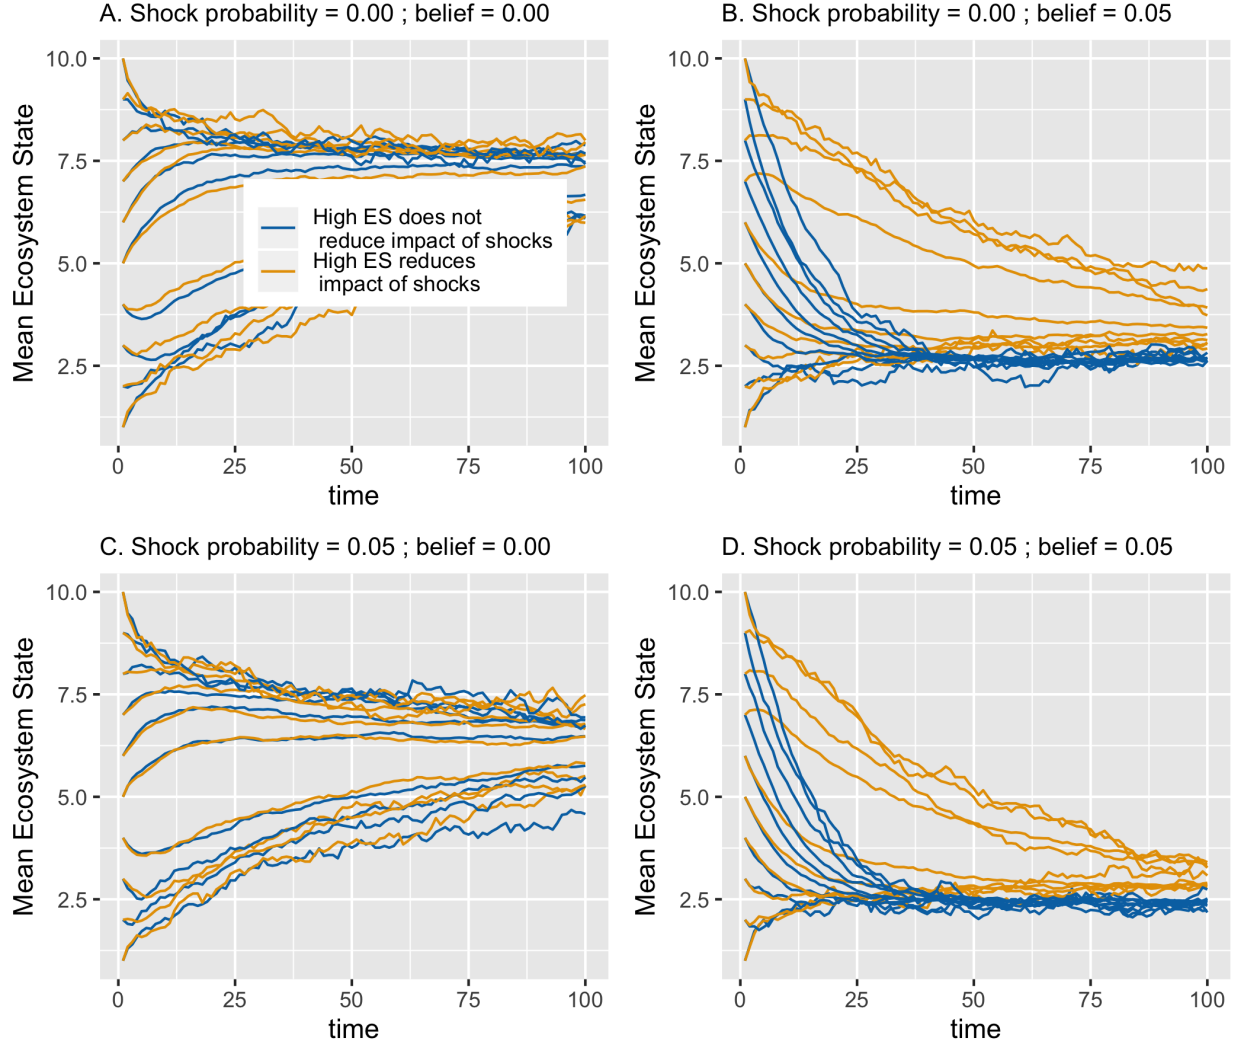 A. Shock probability = 0.00 ; belief = 0.00
Mean Ecosystem State
10.0
7.5
5.0
2.5
High ES does not
reduce impact of shocks
High ES reduces
impact of shocks
0 25 50 75 100
time
B. Shock probability = 0.00 ; belief = 0.05
Mean Ecosystem State
10.0
7.5
5.0
2.5
0 25 50 75 100
time
C. Shock probability = 0.05 ; belief = 0.00
Mean Ecosystem State
10.0
7.5
5.0
2.5
0 25 50 75 100
time
D. Shock probability = 0.05 ; belief = 0.05
Mean Ecosystem State
10.0
7.5
5.0
2.5
0 25 50 75 100
time